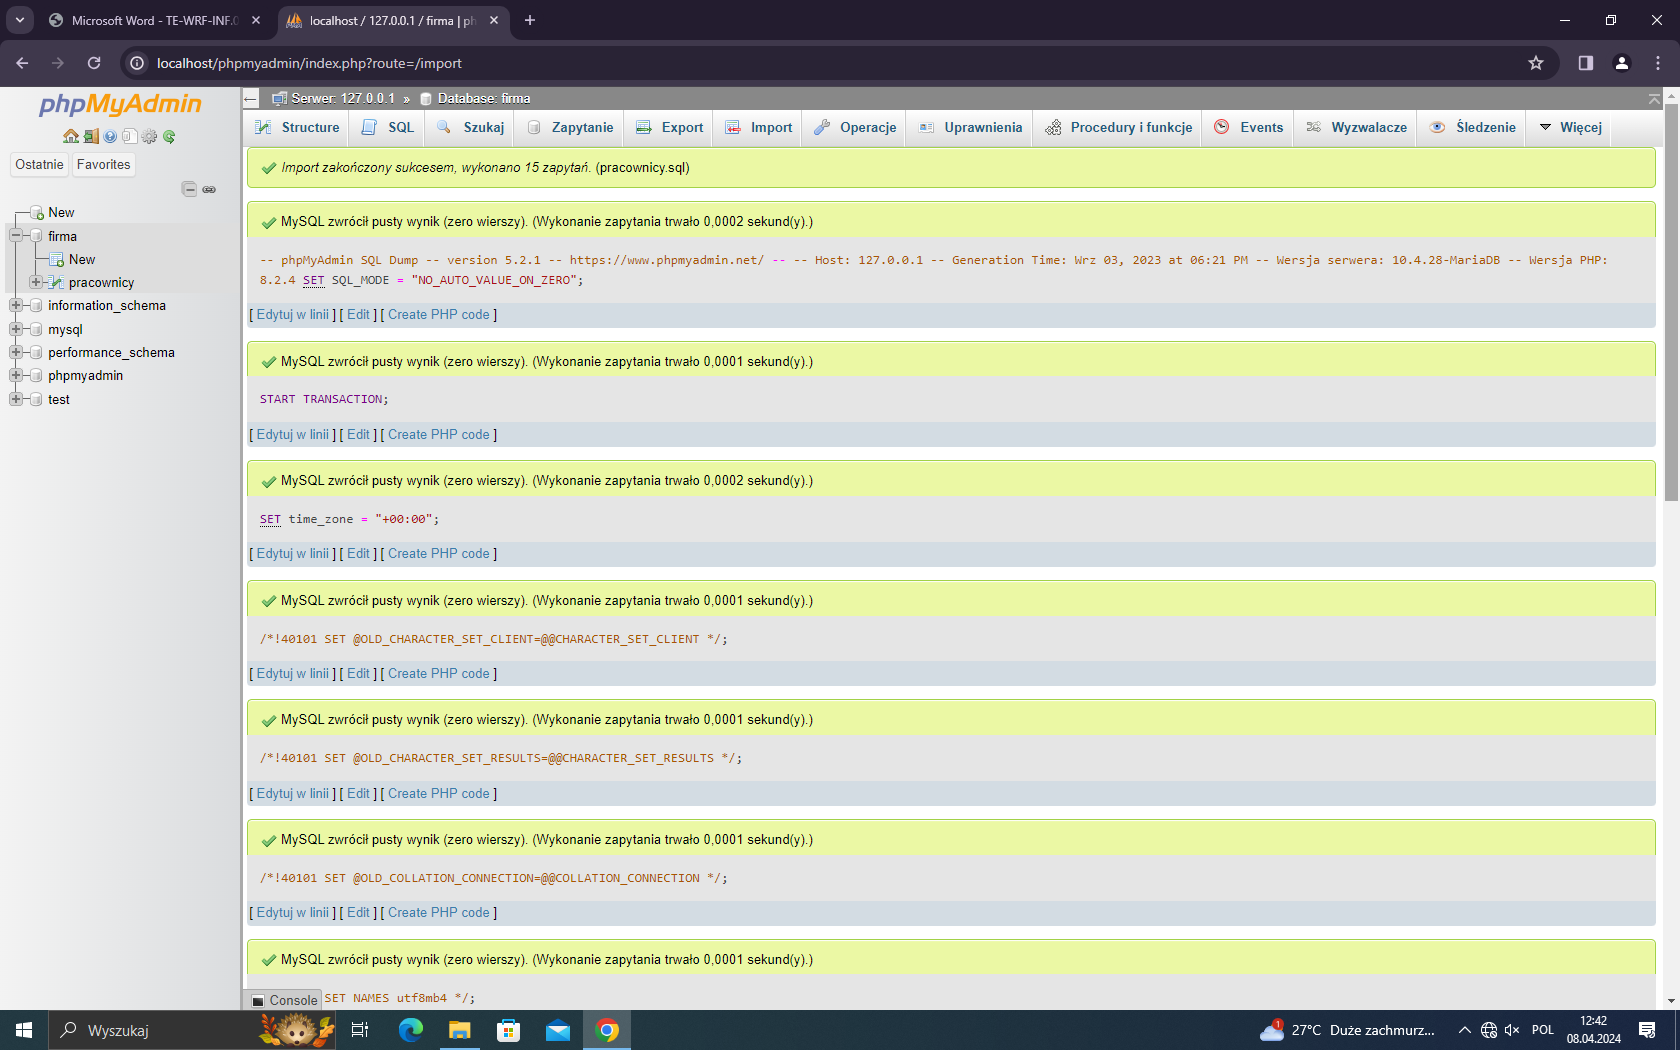 Microsoft Word - TE-WRF-INF.0
localhost / 127.0.0.1 / firma | ph
localhost/phpmyadmin/index.php?route=/import
phpMyAdmin
Ostatnie Favorites
New
firma
New
pracownicy
information_schema
mysql
performance_schema
phpmyadmin
test
Serwer: 127.0.0.1 » Database: firma
Structure SQL Szukaj Zapytanie Export Import Operacje Uprawnienia Procedury i funkcje Events Wyzwalacze Śledzenie Więcej
Import zakończony sukcesem, wykonano 15 zapytań. (pracownicy.sql)
MySQL zwrócił pusty wynik (zero wierszy). (Wykonanie zapytania trwało 0,0002 sekund(y).)
-- phpMyAdmin SQL Dump -- version 5.2.1 -- https://www.phpmyadmin.net/ -- -- Host: 127.0.0.1 -- Generation Time: Wrz 03, 2023 at 06:21 PM -- Wersja serwera: 10.4.28-MariaDB -- Wersja PHP:
8.2.4 SET SQL_MODE = "NO_AUTO_VALUE_ON_ZERO";
[ Edytuj w linii ] [ Edit ] [ Create PHP code ]
MySQL zwrócił pusty wynik (zero wierszy). (Wykonanie zapytania trwało 0,0001 sekund(y).)
START TRANSACTION;
[ Edytuj w linii ] [ Edit ] [ Create PHP code ]
MySQL zwrócił pusty wynik (zero wierszy). (Wykonanie zapytania trwało 0,0002 sekund(y).)
SET time_zone = "+00:00";
[ Edytuj w linii ] [ Edit ] [ Create PHP code ]
MySQL zwrócił pusty wynik (zero wierszy). (Wykonanie zapytania trwało 0,0001 sekund(y).)
/*!40101 SET @OLD_CHARACTER_SET_CLIENT=@@CHARACTER_SET_CLIENT */;
[ Edytuj w linii ] [ Edit ] [ Create PHP code ]
MySQL zwrócił pusty wynik (zero wierszy). (Wykonanie zapytania trwało 0,0001 sekund(y).)
/*!40101 SET @OLD_CHARACTER_SET_RESULTS=@@CHARACTER_SET_RESULTS */;
[ Edytuj w linii ] [ Edit ] [ Create PHP code ]
MySQL zwrócił pusty wynik (zero wierszy). (Wykonanie zapytania trwało 0,0001 sekund(y).)
/*!40101 SET @OLD_COLLATION_CONNECTION=@@COLLATION_CONNECTION */;
[ Edytuj w linii ] [ Edit ] [ Create PHP code ]
MySQL zwrócił pusty wynik (zero wierszy). (Wykonanie zapytania trwało 0,0001 sekund(y).)
Console SET NAMES utf8mb4 */;
Wyszukaj
1 27°C Duże zachmurz... POL
12:42
08.04.2024